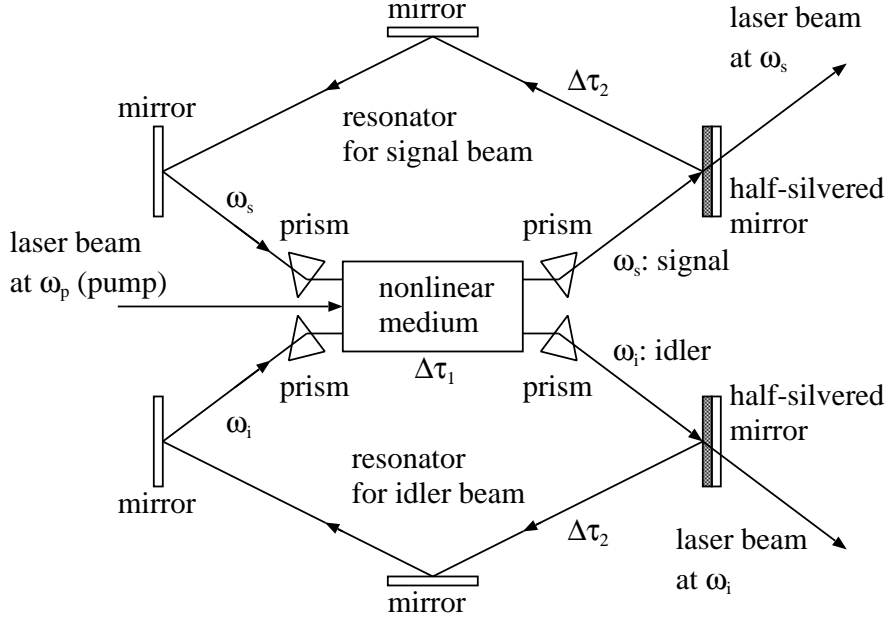 mirror
laser beam
at ωs
Δτ2
mirror
resonator
for signal beam
half-silvered
mirror
ωs
prism
prism
laser beam
at ωp (pump)
ωs: signal
nonlinear
medium
ωi: idler
Δτ1
prism
prism
half-silvered
mirror
ωi
resonator
for idler beam
mirror
Δτ2
laser beam
at ωi
mirror